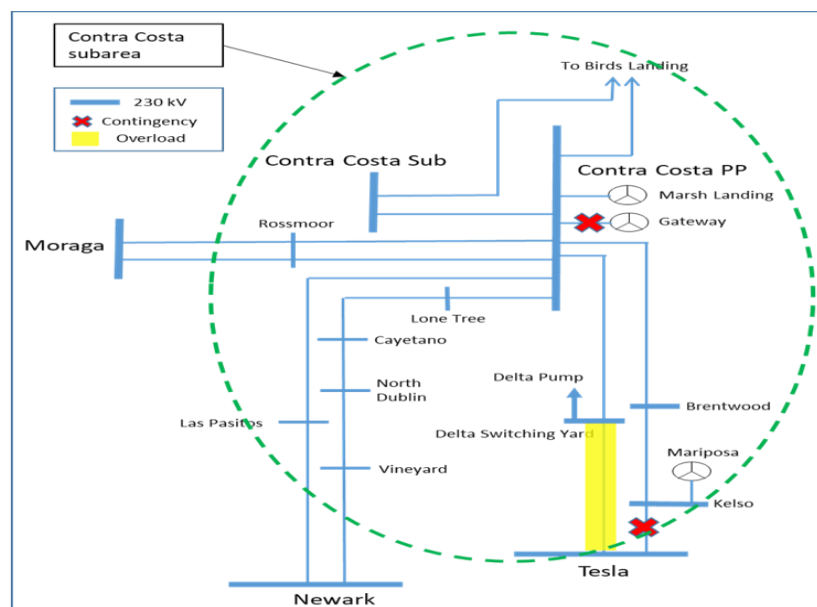 Contra Costa
subarea
To Birds Landing
230 kV
Contingency
Overload
Contra Costa Sub
Contra Costa PP
Marsh Landing
Rossmoor
Gateway
Moraga
Lone Tree
Cayetano
North
Dublin
Delta Pump
Las Pasitos
Delta Switching Yard
Brentwood
Mariposa
Vineyard
Kelso
Tesla
Newark